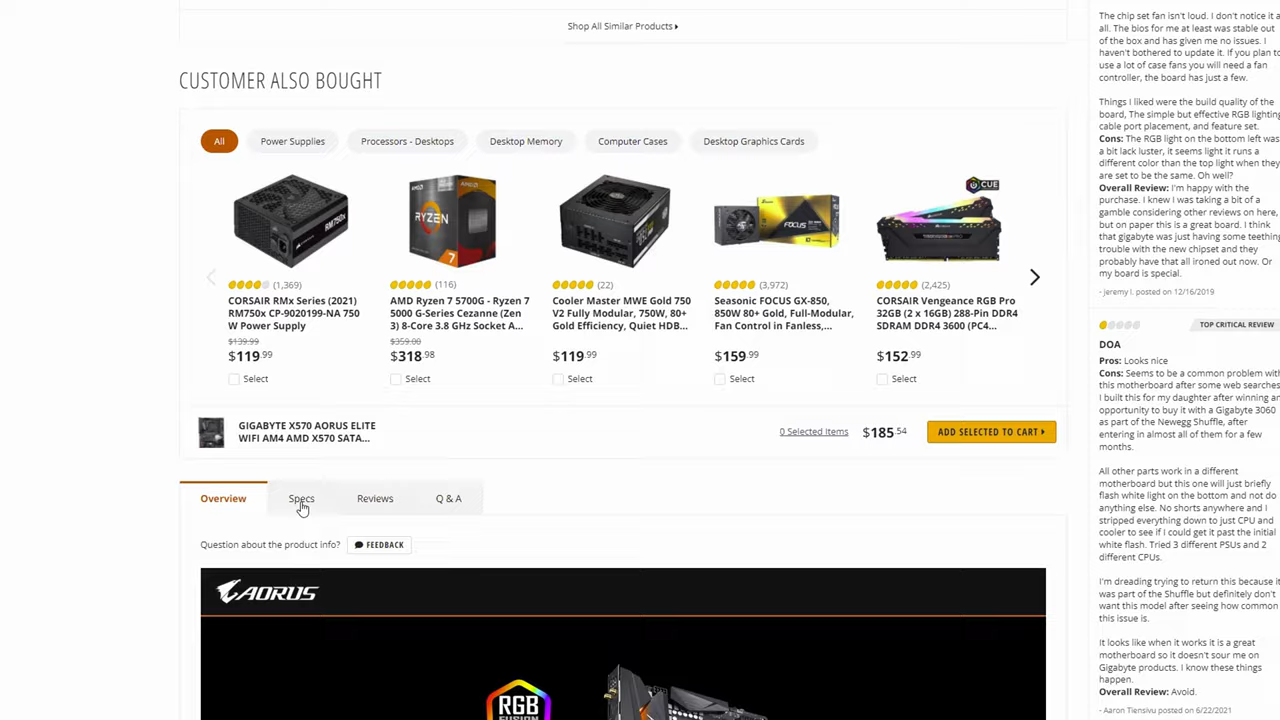 Shop All Similar Products
CUSTOMER ALSO BOUGHT
All
Power Supplies
Processors - Desktops
Desktop Memory
Computer Cases
Desktop Graphics Cards
RM750x
AMD
RYZEN
7
FOCUS
CUE
(1,369)
CORSAIR RMx Series (2021)
RM750x CP-9020199-NA 750
W Power Supply
$139.99
$119.99
Select
(116)
AMD Ryzen 7 5700G - Ryzen 7
5000 G-Series Cezanne (Zen
3) 8-Core 3.8 GHz Socket A...
$359.00
$318.98
Select
(22)
Cooler Master MWE Gold 750
V2 Fully Modular, 750W, 80+
Gold Efficiency, Quiet HDB...
$119.99
Select
(3,972)
Seasonic FOCUS GX-850,
850W 80+ Gold, Full-Modular,
Fan Control in Fanless,...
$159.99
Select
(2,425)
CORSAIR Vengeance RGB Pro
32GB (2 x 16GB) 288-Pin DDR4
SDRAM DDR4 3600 (PC4...
$152.99
Select
GIGABYTE X570 AORUS ELITE
WIFI AM4 AMD X570 SATA...
0 Selected Items
$185.54
ADD SELECTED TO CART
Overview
Specs
Reviews
Q & A
Question about the product info?
FEEDBACK
AORUS
RGB
FUSION
The chip set fan isn't loud. I don't notice it a
all. The bios for me at least was stable out
of the box and has given me no issues. I
haven't bothered to update it. If you plan to
use a lot of case fans you will need a fan
controller, the board has just a few.
Things I liked were the build quality of the
board, The simple but effective RGB lighting
cable port placement, and feature set.
Cons: The RGB light on the bottom left was
a bit lack luster, it seems light it runs a
different color than the top light when they
are set to be the same. Oh well?
Overall Review: I'm happy with the
purchase. I knew I was taking a bit of a
gamble considering other reviews on here,
but on paper this is a great board. I think
that gigabyte was just having some teething
trouble with the new chipset and they
probably have that all ironed out now. Or
my board is special.
- jeremy I. posted on 12/16/2019
TOP CRITICAL REVIEW
DOA
Pros: Looks nice
Cons: Seems to be a common problem with
this motherboard after some web searches
I built this for my daughter after winning an
opportunity to buy it with a Gigabyte 3060
as part of the Newegg Shuffle, after
entering in almost all of them for a few
months.
All other parts work in a different
motherboard but this one will just briefly
flash white light on the bottom and not do
anything else. No shorts anywhere and I
stripped everything down to just CPU and
cooler to see if I could get it past the initial
white flash. Tried 3 different PSUs and 2
different CPUs.
I'm dreading trying to return this because it
was part of the Shuffle but definitely don't
want this model after seeing how common
this issue is.
It looks like when it works it is a great
motherboard so it doesn't sour me on
Gigabyte products. I know these things
happen.
Overall Review: Avoid.
- Aaron Tiensivu posted on 6/22/2021